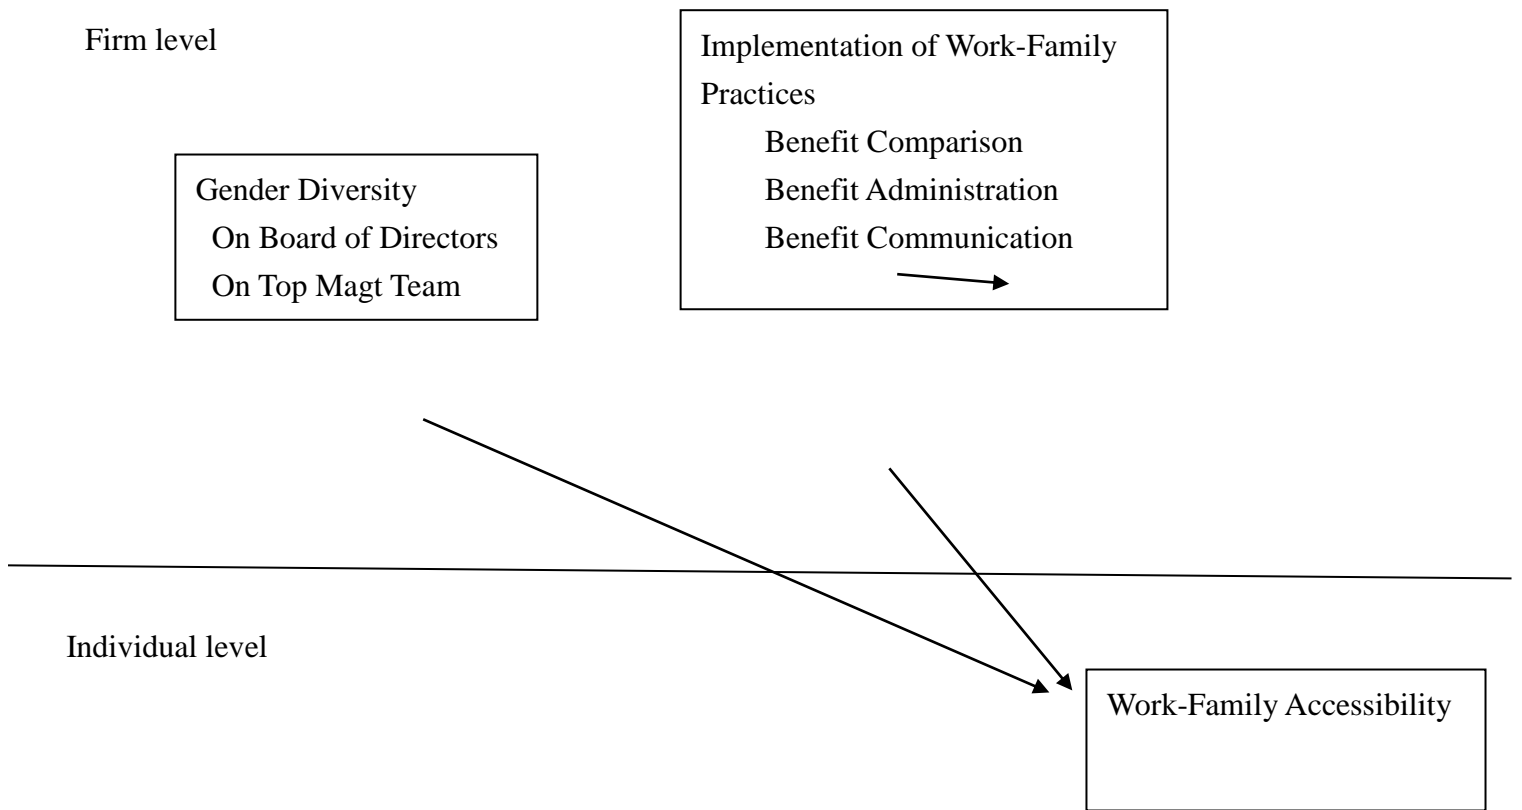 Firm level
Implementation of Work-Family
Practices
Benefit Comparison
Benefit Administration
Benefit Communication
Gender Diversity
On Board of Directors
On Top Magt Team
Individual level
Work-Family Accessibility